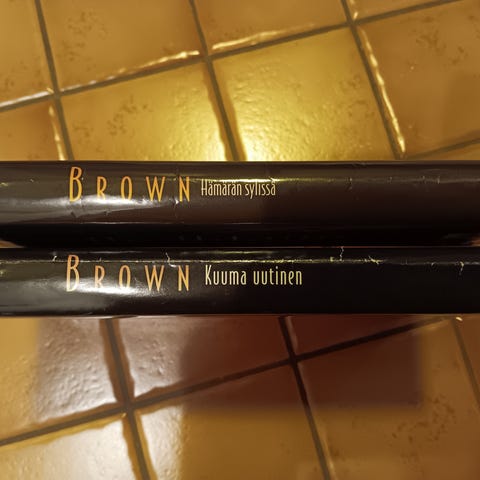 BROWN Hämärän sylissä
BROWN Kuuma uutinen